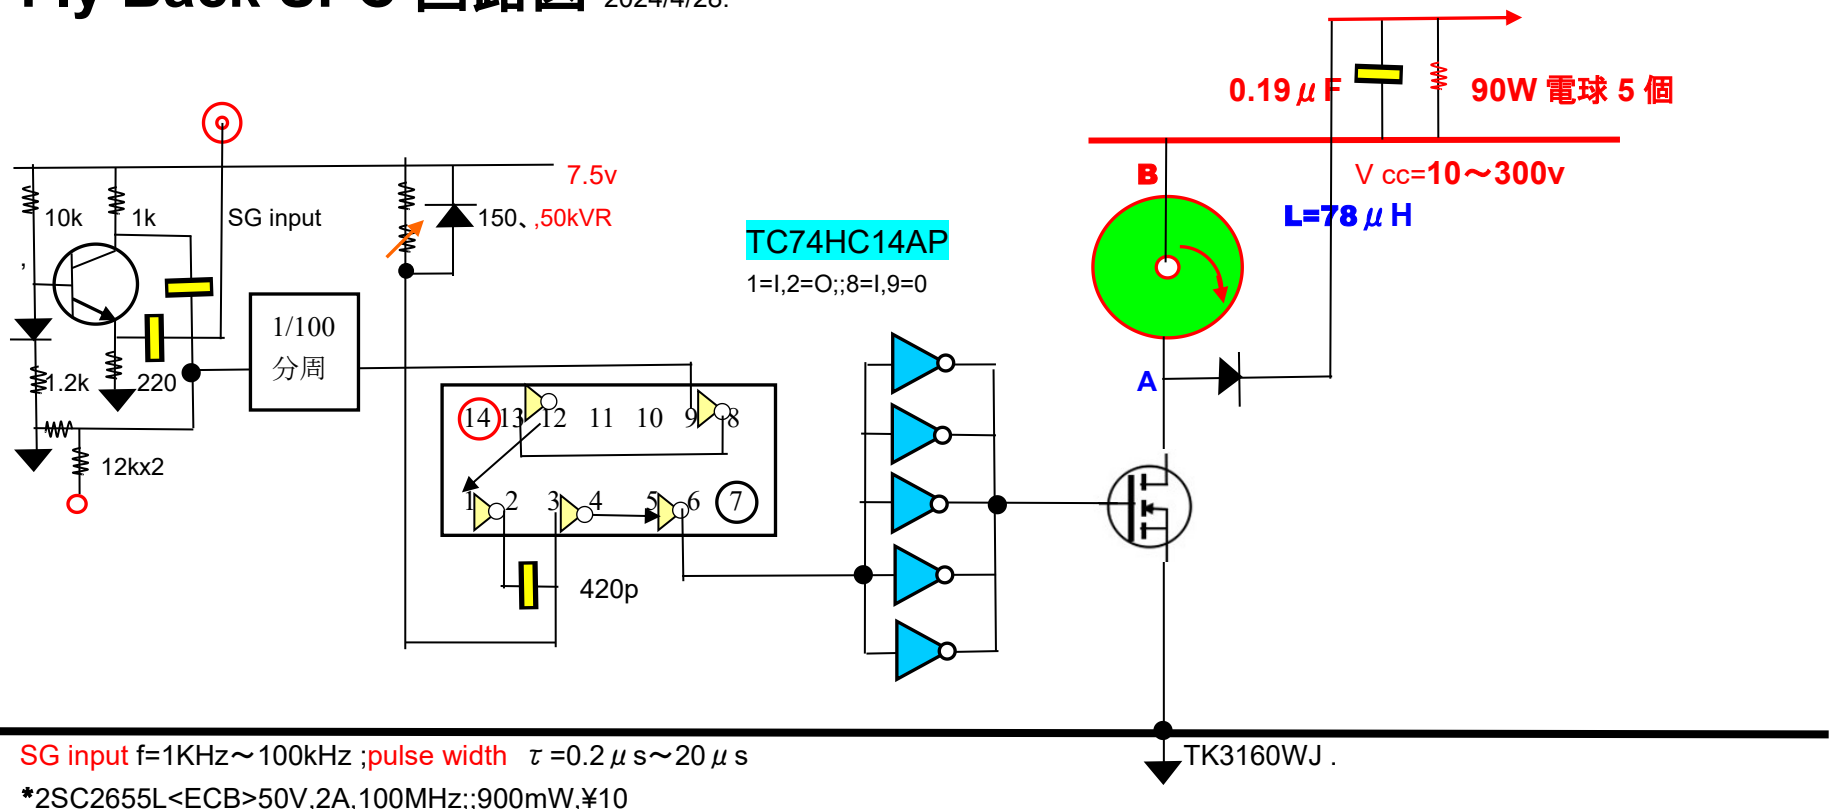 2024/4/28.
0.19μF
90W 電球 5 個
B
V cc=10～300v
7.5v
10k
1k
SG input
150、,50kVR
L=78μH
TC74HC14AP
1=I,2=O;;8=I,9=0
,
1/100
分周
A
1.2k
220
14 13 12 11 10 9 8
12kx2
1 2 3 4 5 6 7
420p
SG input f=1KHz～100kHz ;pulse width τ=0.2μs～20μs
TK3160WJ .
*2SC2655L<ECB>50V,2A,100MHz;;900mW,¥10